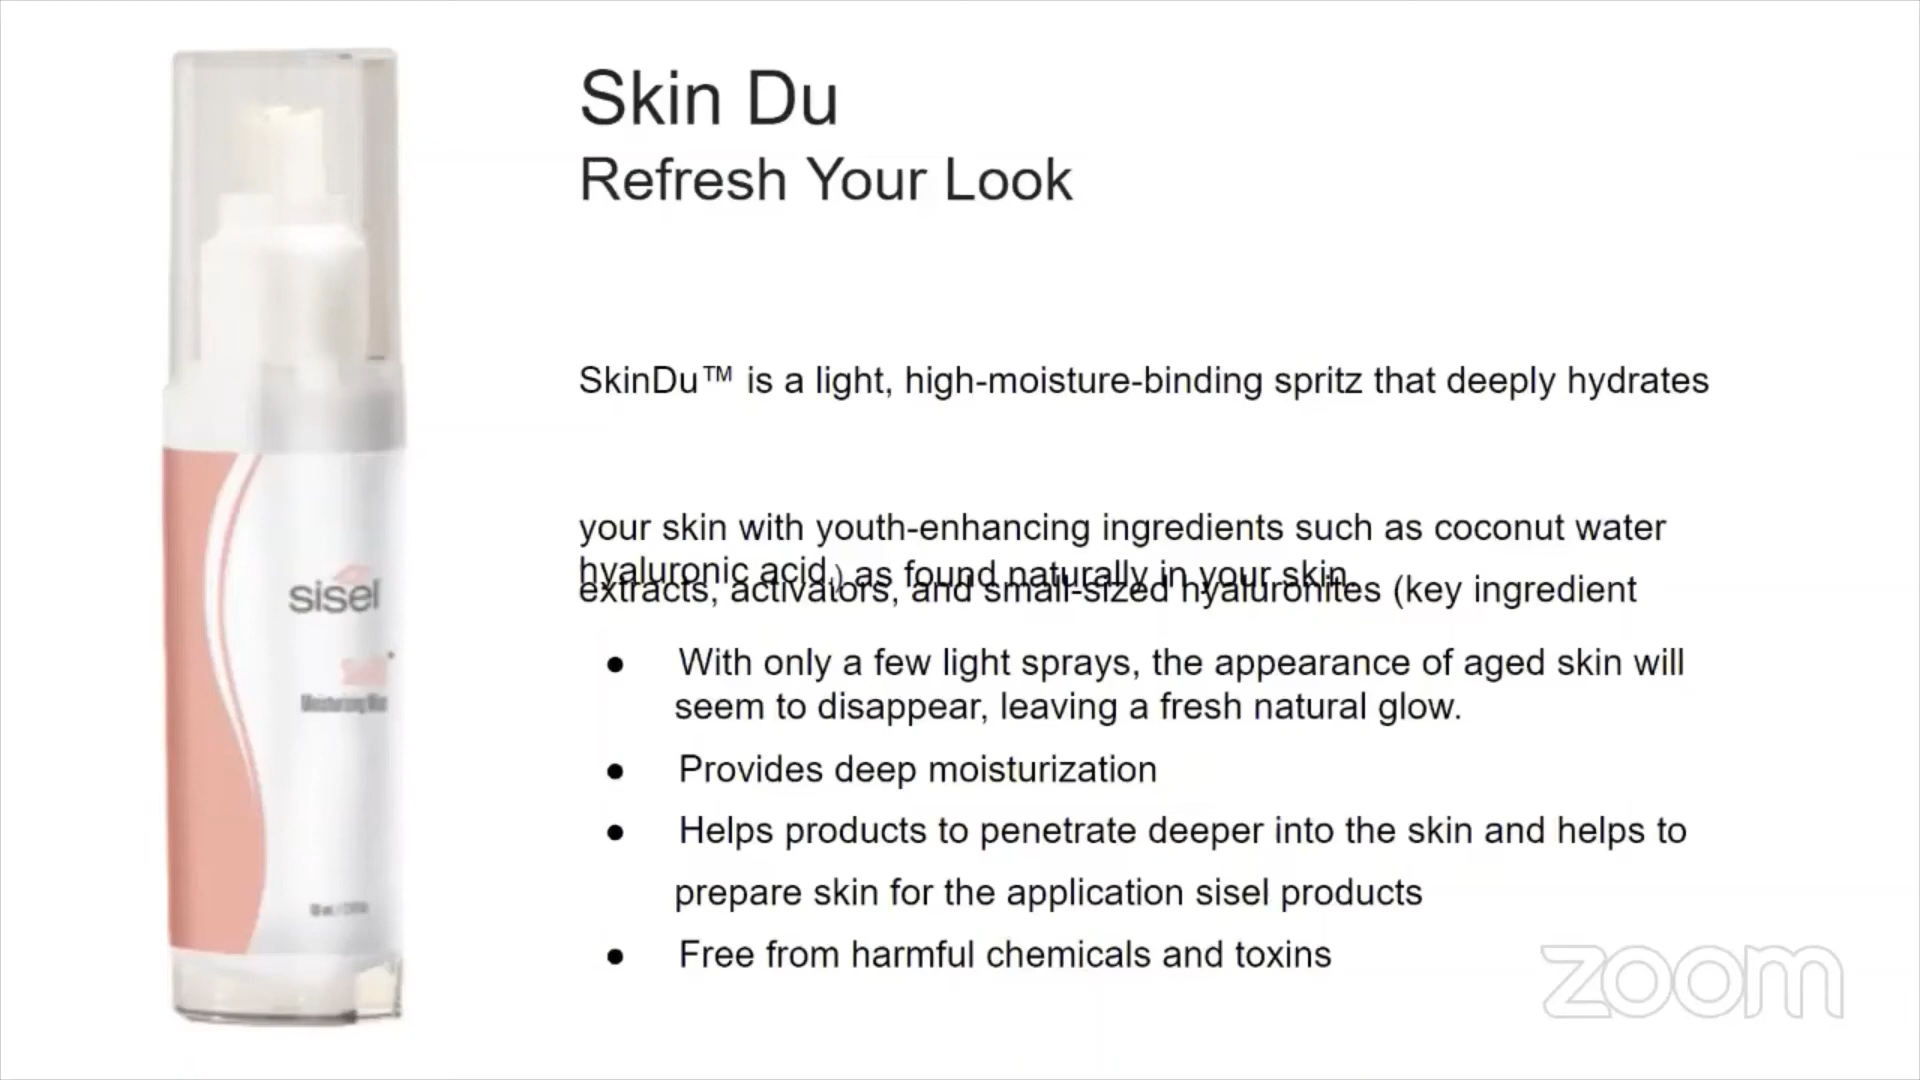 Skin Du
Refresh Your Look
SkinDu™ is a light, high-moisture-binding spritz that deeply hydrates
your skin with youth-enhancing ingredients such as coconut water
extracts, activators, and small-sized hyaluronites (key ingredient
hyaluronic acid,) as found naturally in your skin.
● With only a few light sprays, the appearance of aged skin will
seem to disappear, leaving a fresh natural glow.
● Provides deep moisturization
● Helps products to penetrate deeper into the skin and helps to
prepare skin for the application sisel products
● Free from harmful chemicals and toxins
sisel
Moisturizing Mist
zoom